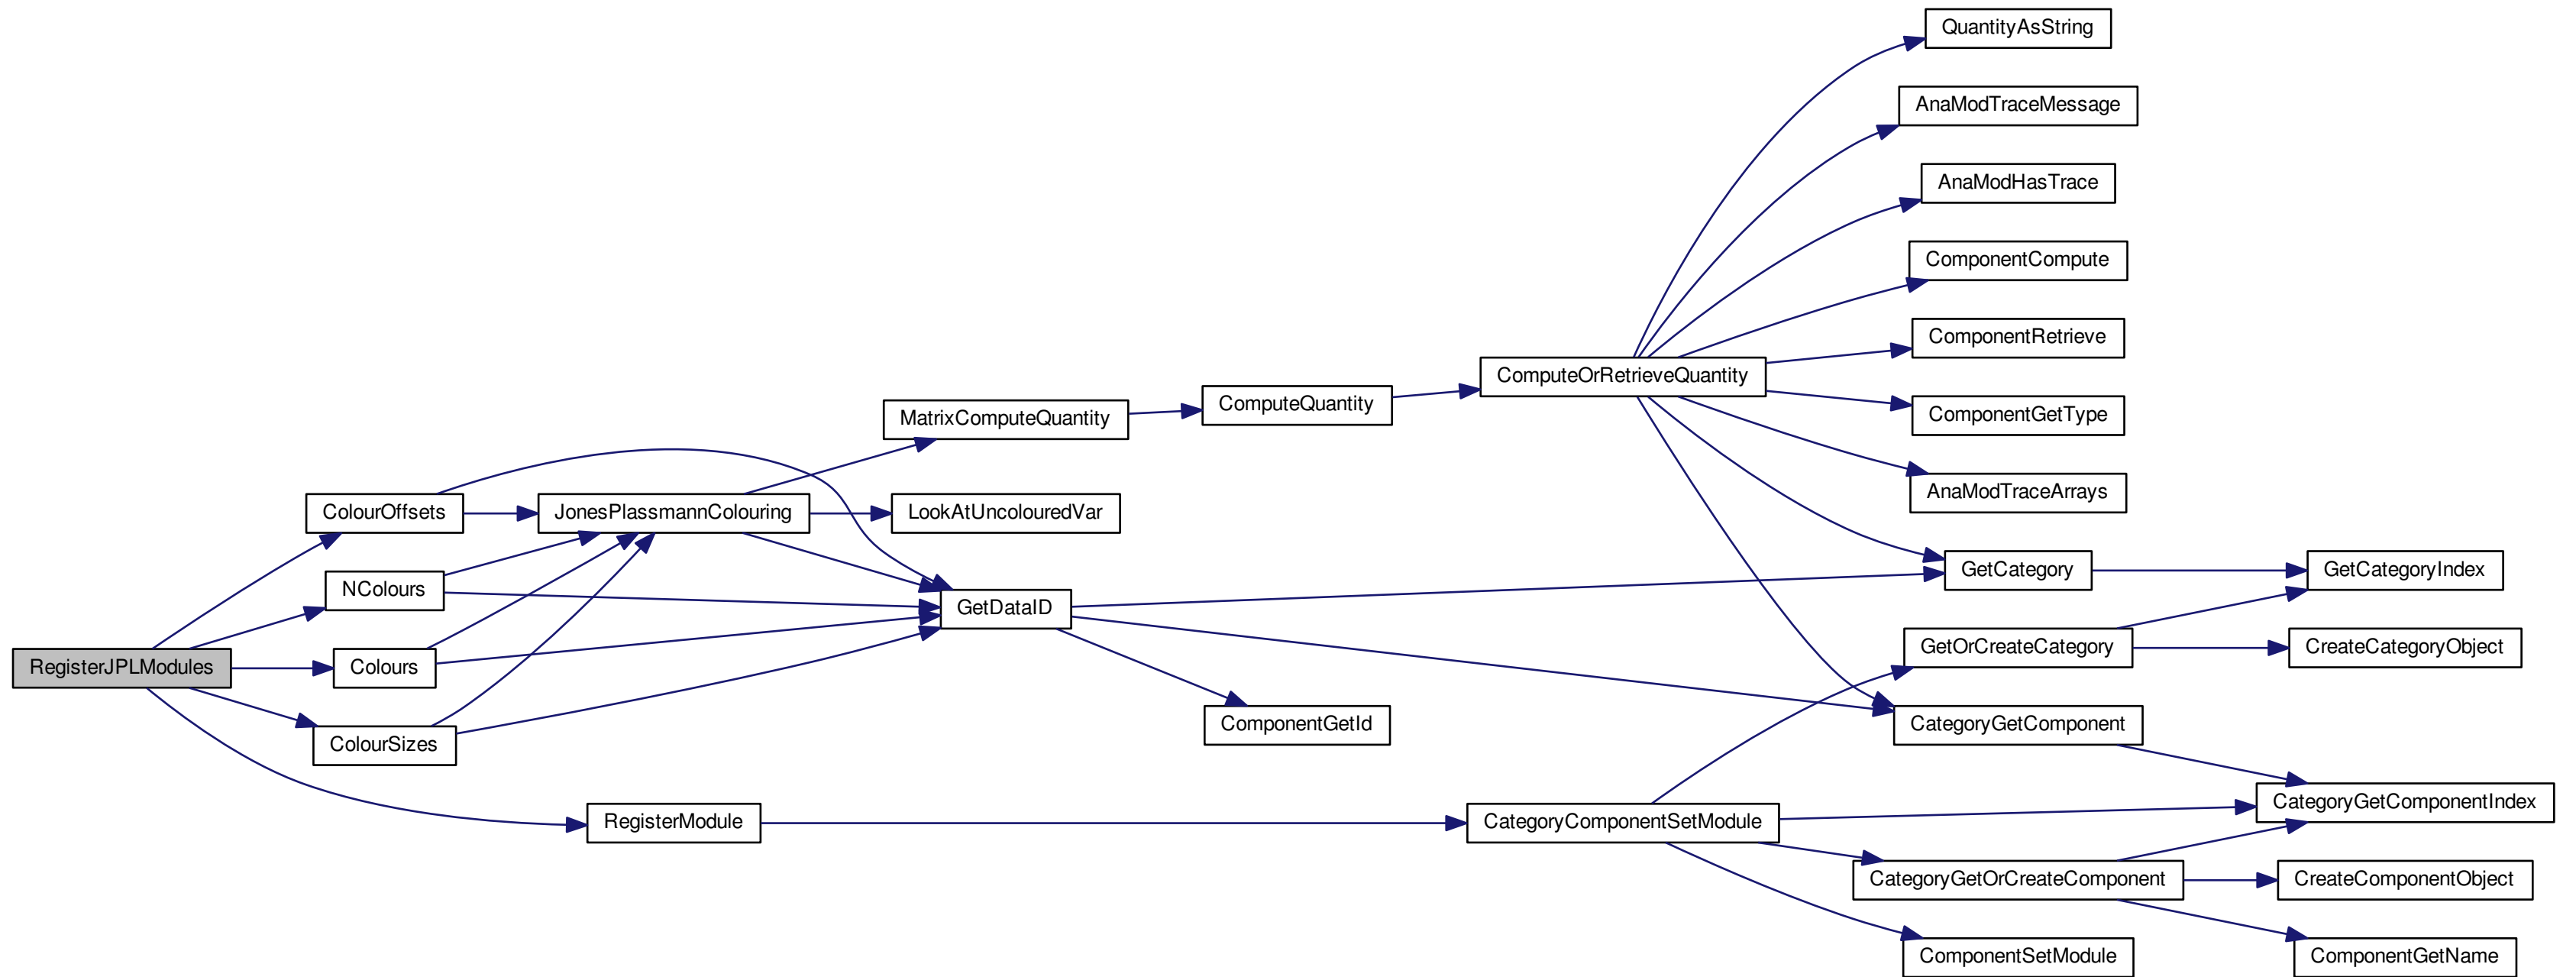 QuantityAsString
AnaModTraceMessage
AnaModHasTrace
ComponentCompute
ComponentRetrieve
ComputeOrRetrieveQuantity
ComputeQuantity
MatrixComputeQuantity
ComponentGetType
AnaModTraceArrays
ColourOffsets
JonesPlassmannColouring
LookAtUncolouredVar
GetCategory
GetCategoryIndex
NColours
GetDataID
GetOrCreateCategory
CreateCategoryObject
RegisterJPLModules
Colours
ComponentGetId
CategoryGetComponent
ColourSizes
CategoryGetComponentIndex
RegisterModule
CategoryComponentSetModule
CategoryGetOrCreateComponent
CreateComponentObject
ComponentSetModule
ComponentGetName